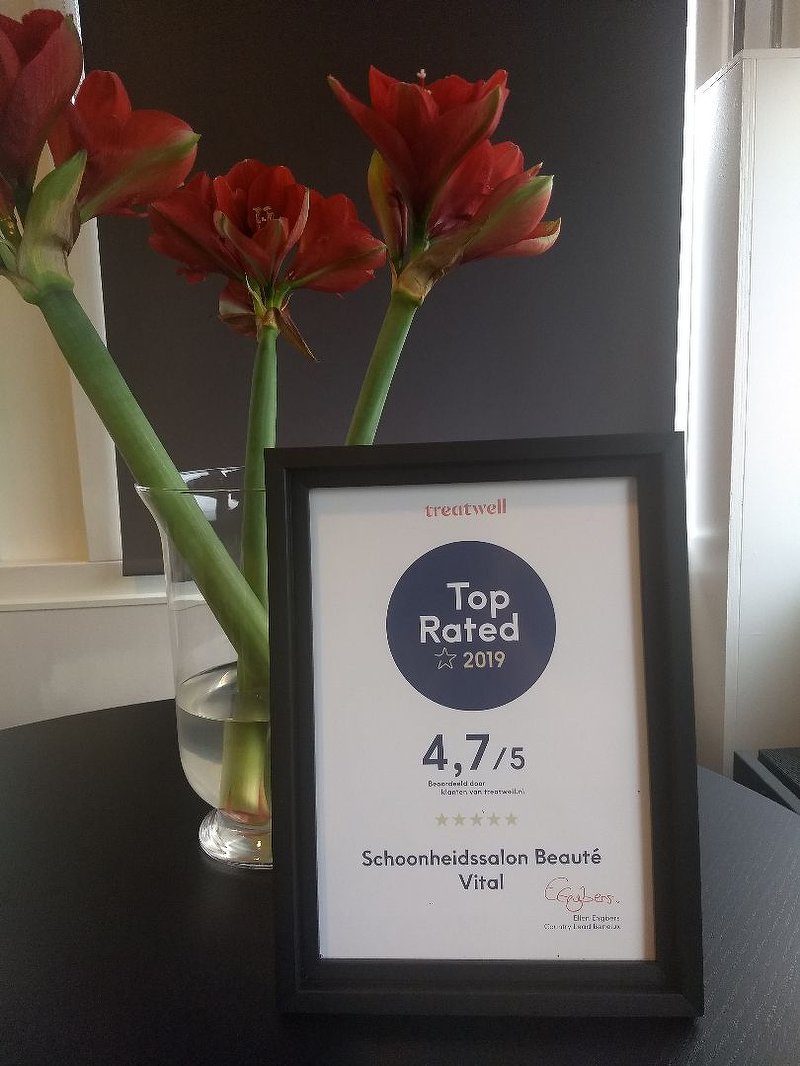 treatwell
Top
Rated
2019
4,7/5
Beoordeeld door
klanten van treatwell.nl
Schoonheidssalon Beauté
Vital
EEygbers.
Ellen Eygbers
Country Lead Benelux